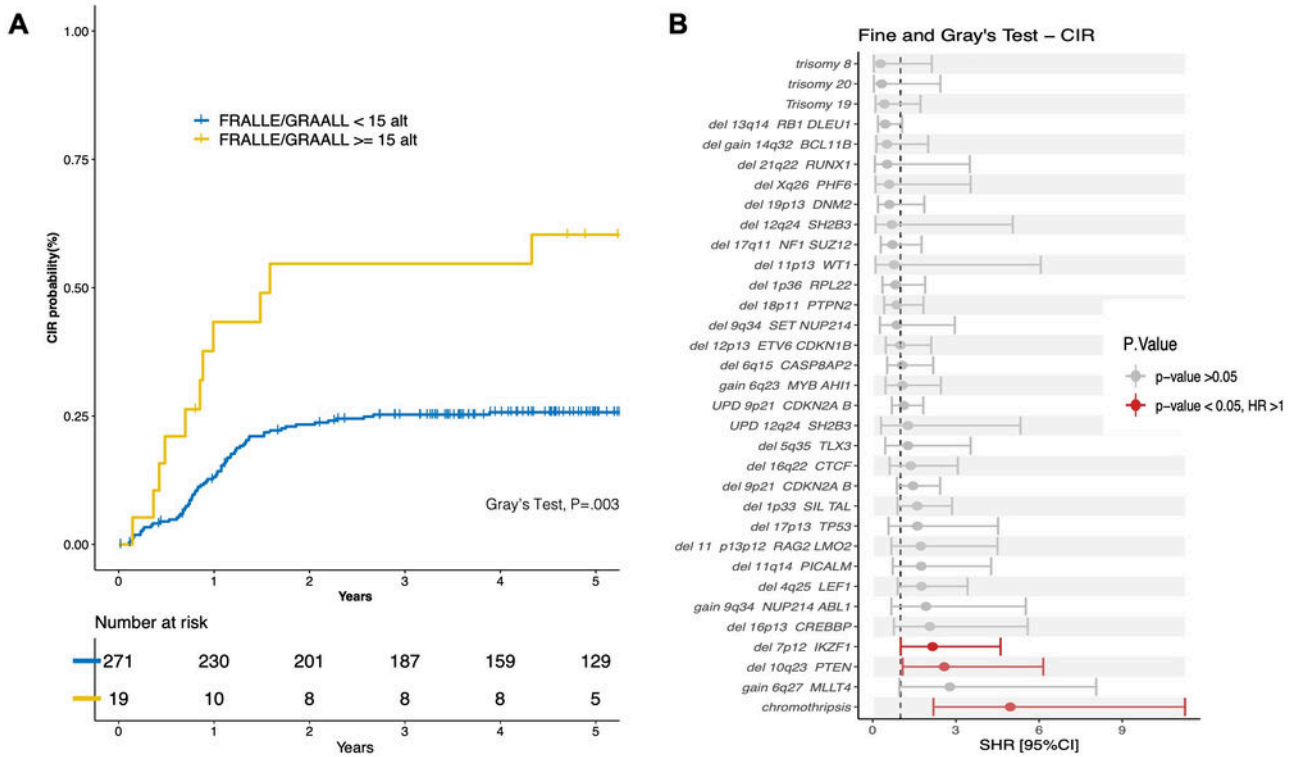 A
1.00
0.75
0.50
0.25
0.00
CIR probability(%)
FRALLE/GRAALL < 15 alt
FRALLE/GRAALL >= 15 alt
Gray's Test, P=.003
0 1 2 3 4 5
Years
Number at risk
271 230 201 187 159 129
19 10 8 8 8 5
0 1 2 3 4 5
Years
B
Fine and Gray's Test – CIR
trisomy 8
trisomy 20
Trisomy 19
del 13q14 RB1 DLEU1
del gain 14q32 BCL11B
del 21q22 RUNX1
del Xq26 PHF6
del 19p13 DNM2
del 12q24 SH2B3
del 17q11 NF1 SUZ12
del 11p13 WT1
del 1p36 RPL22
del 18p11 PTPN2
del 9q34 SET NUP214
del 12p13 ETV6 CDKN1B
del 6q15 CASP8AP2
gain 6q23 MYB AHI1
UPD 9p21 CDKN2A B
UPD 12q24 SH2B3
del 5q35 TLX3
del 16q22 CTCF
del 9p21 CDKN2A B
del 1p33 SIL TAL
del 17p13 TP53
del 11 p13p12 RAG2 LMO2
del 11q14 PICALM
del 4q25 LEF1
gain 9q34 NUP214 ABL1
del 16p13 CREBBP
del 7p12 IKZF1
del 10q23 PTEN
gain 6q27 MLLT4
chromothripsis
0 3 6 9
SHR [95%CI]
P.Value
p-value >0.05
p-value < 0.05, HR >1